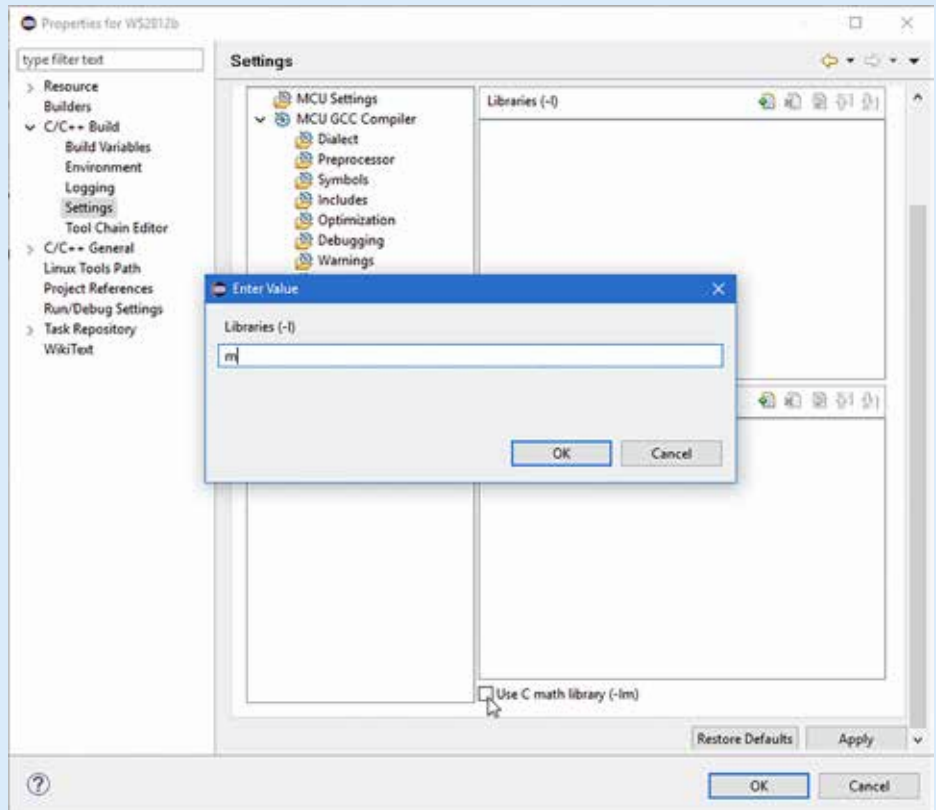 Properties for WS2812b
type filter text
Resource
Builders
C/C++ Build
Build Variables
Environment
Logging
Settings
Tool Chain Editor
C/C++ General
Linux Tools Path
Project References
Run/Debug Settings
Task Repository
WikiText
Settings
MCU Settings
MCU GCC Compiler
Dialect
Preprocessor
Symbols
Includes
Optimization
Debugging
Warnings
Libraries (-l)
Enter Value
Libraries (-l)
m
OK Cancel
Use C math library (-lm)
Restore Defaults Apply
OK Cancel